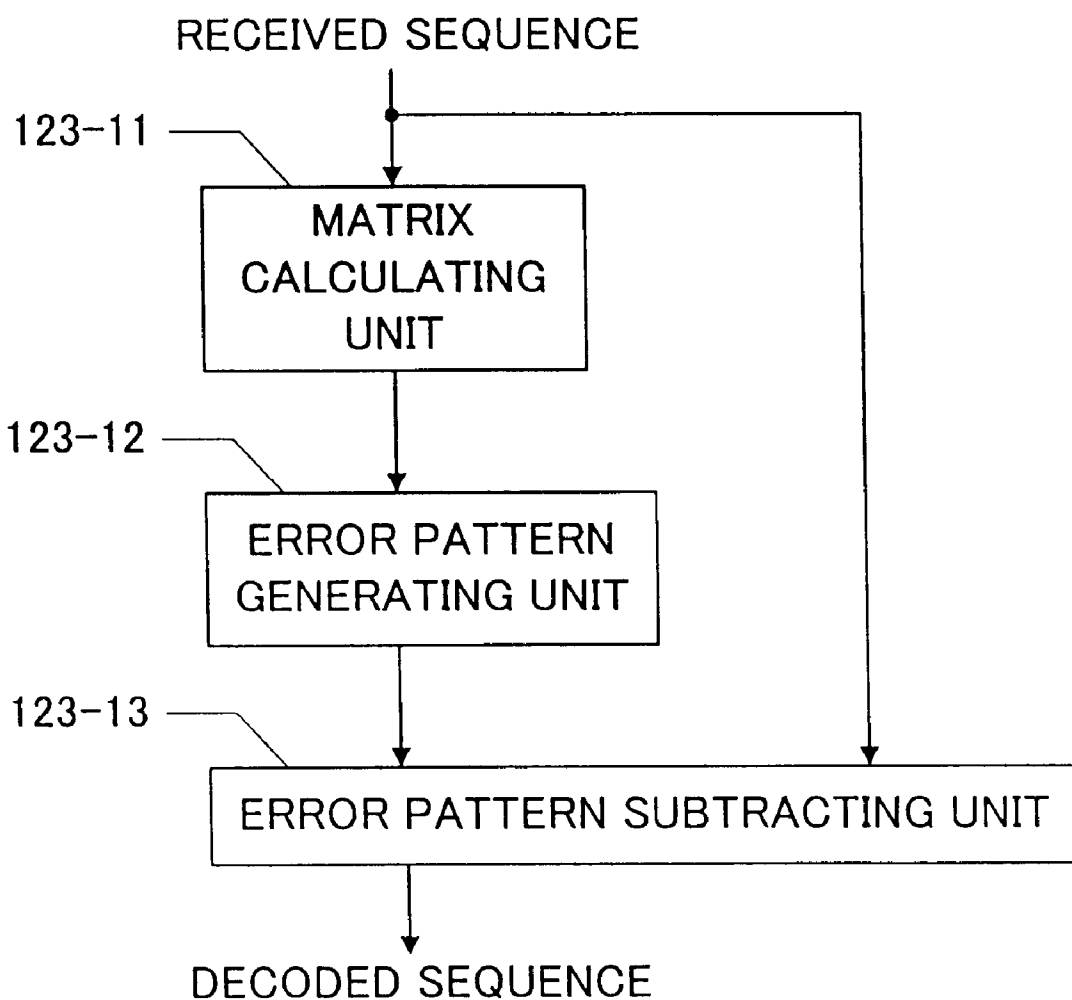 RECEIVED SEQUENCE
123-11
MATRIX
CALCULATING
UNIT
123-12
ERROR PATTERN
GENERATING UNIT
123-13
ERROR PATTERN SUBTRACTING UNIT
DECODED SEQUENCE